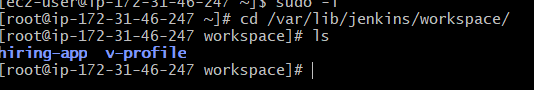 [ec2-user@ip-172-31-46-247 ~]$ sudo -i
[root@ip-172-31-46-247 ~]# cd /var/lib/jenkins/workspace/
[root@ip-172-31-46-247 workspace]# ls
hiring-app  v-profile
[root@ip-172-31-46-247 workspace]#